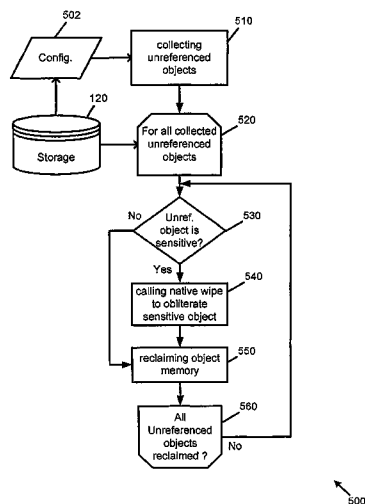 502
510
Config.
collecting
unreferenced
objects
120
Storage
For all collected
unreferenced
objects
520
No
Unref.
object is
sensitive?
530
Yes
540
calling native wipe
to obliterate
sensitive object
reclaiming object
memory
550
All
Unreferenced
objects
reclaimed ?
560
No
500